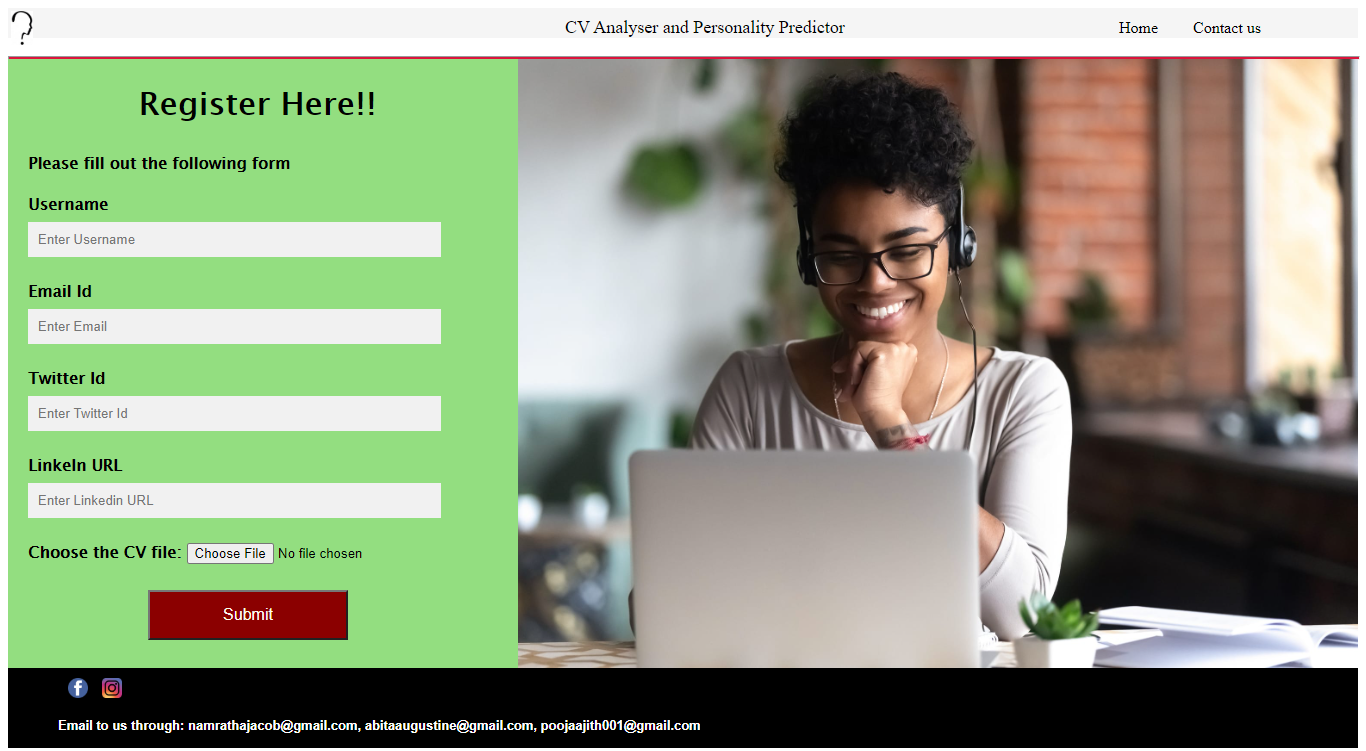 CV Analyser and Personality Predictor
Home
Contact us
Register Here!!
Please fill out the following form
Username
Enter Username
Email Id
Enter Email
Twitter Id
Enter Twitter Id
LinkeIn URL
Enter Linkedin URL
Choose the CV file: Choose File No file chosen
Submit
Email to us through: namrathajacob@gmail.com, abitaaugustine@gmail.com, poojaajith001@gmail.com